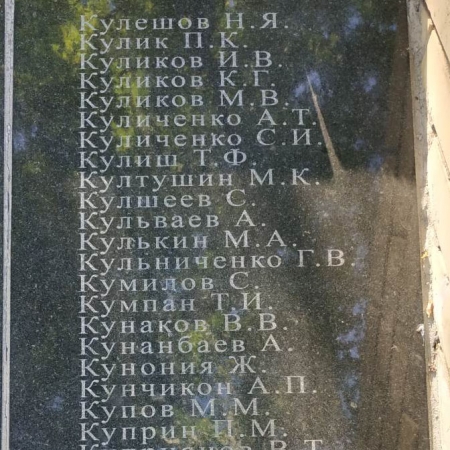 Кулешов Н.Я.
Кулик П.К.
Куликов И.В.
Куликов К.Г.
Куликов М.В.
Куличенко А.Т.
Куличенко С.И.
Кулиш Т.Ф.
Култушин М.К.
Кулшеев С.
Кульваев А.
Кулькин М.А.
Кульниченко Г.В.
Кумилов С.
Кумпан Т.И.
Кунаков В.В.
Кунанбаев А.
Кунония Ж.
Кунчикон А.П.
Купов М.М.
Куприн П.М.
В.Т.